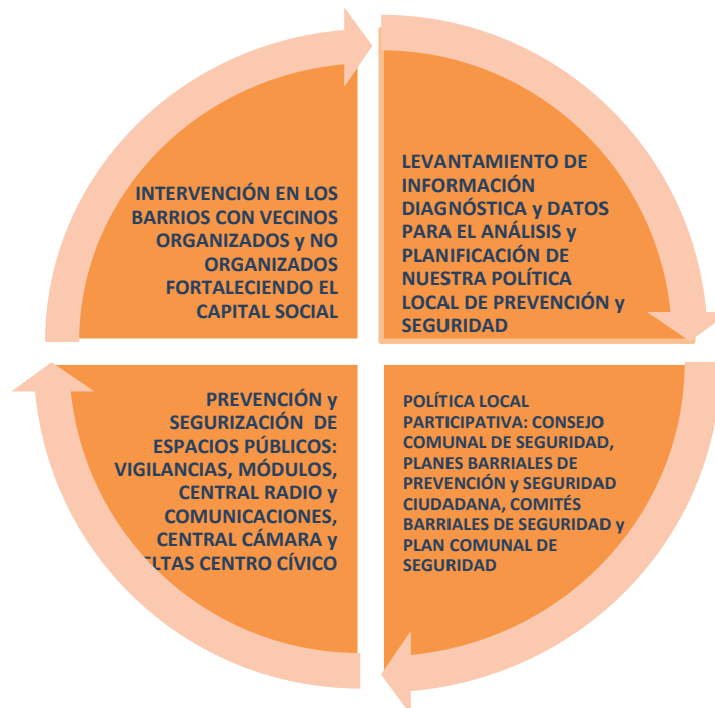 INTERVENCIÓN EN LOS
BARRIOS CON VECINOS
ORGANIZADOS y NO
ORGANIZADOS
FORTALECIENDO EL
CAPITAL SOCIAL
LEVANTAMIENTO DE
INFORMACIÓN
DIAGNÓSTICA y DATOS
PARA EL ANÁLISIS y
PLANIFICACIÓN DE
NUESTRA POLÍTICA
LOCAL DE PREVENCIÓN y
SEGURIDAD
PREVENCIÓN y
SEGURIZACIÓN DE
ESPACIOS PÚBLICOS:
VIGILANCIAS, MÓDULOS,
CENTRAL RADIO y
COMUNICACIONES,
CENTRAL CÁMARA y
CENTRO CÍVICO
POLÍTICA LOCAL
PARTICIPATIVA: CONSEJO
COMUNAL DE SEGURIDAD,
PLANES BARRIALES DE
PREVENCIÓN y SEGURIDAD
CIUDADANA, COMITÉS
BARRIALES DE SEGURIDAD y
PLAN COMUNAL DE
SEGURIDAD